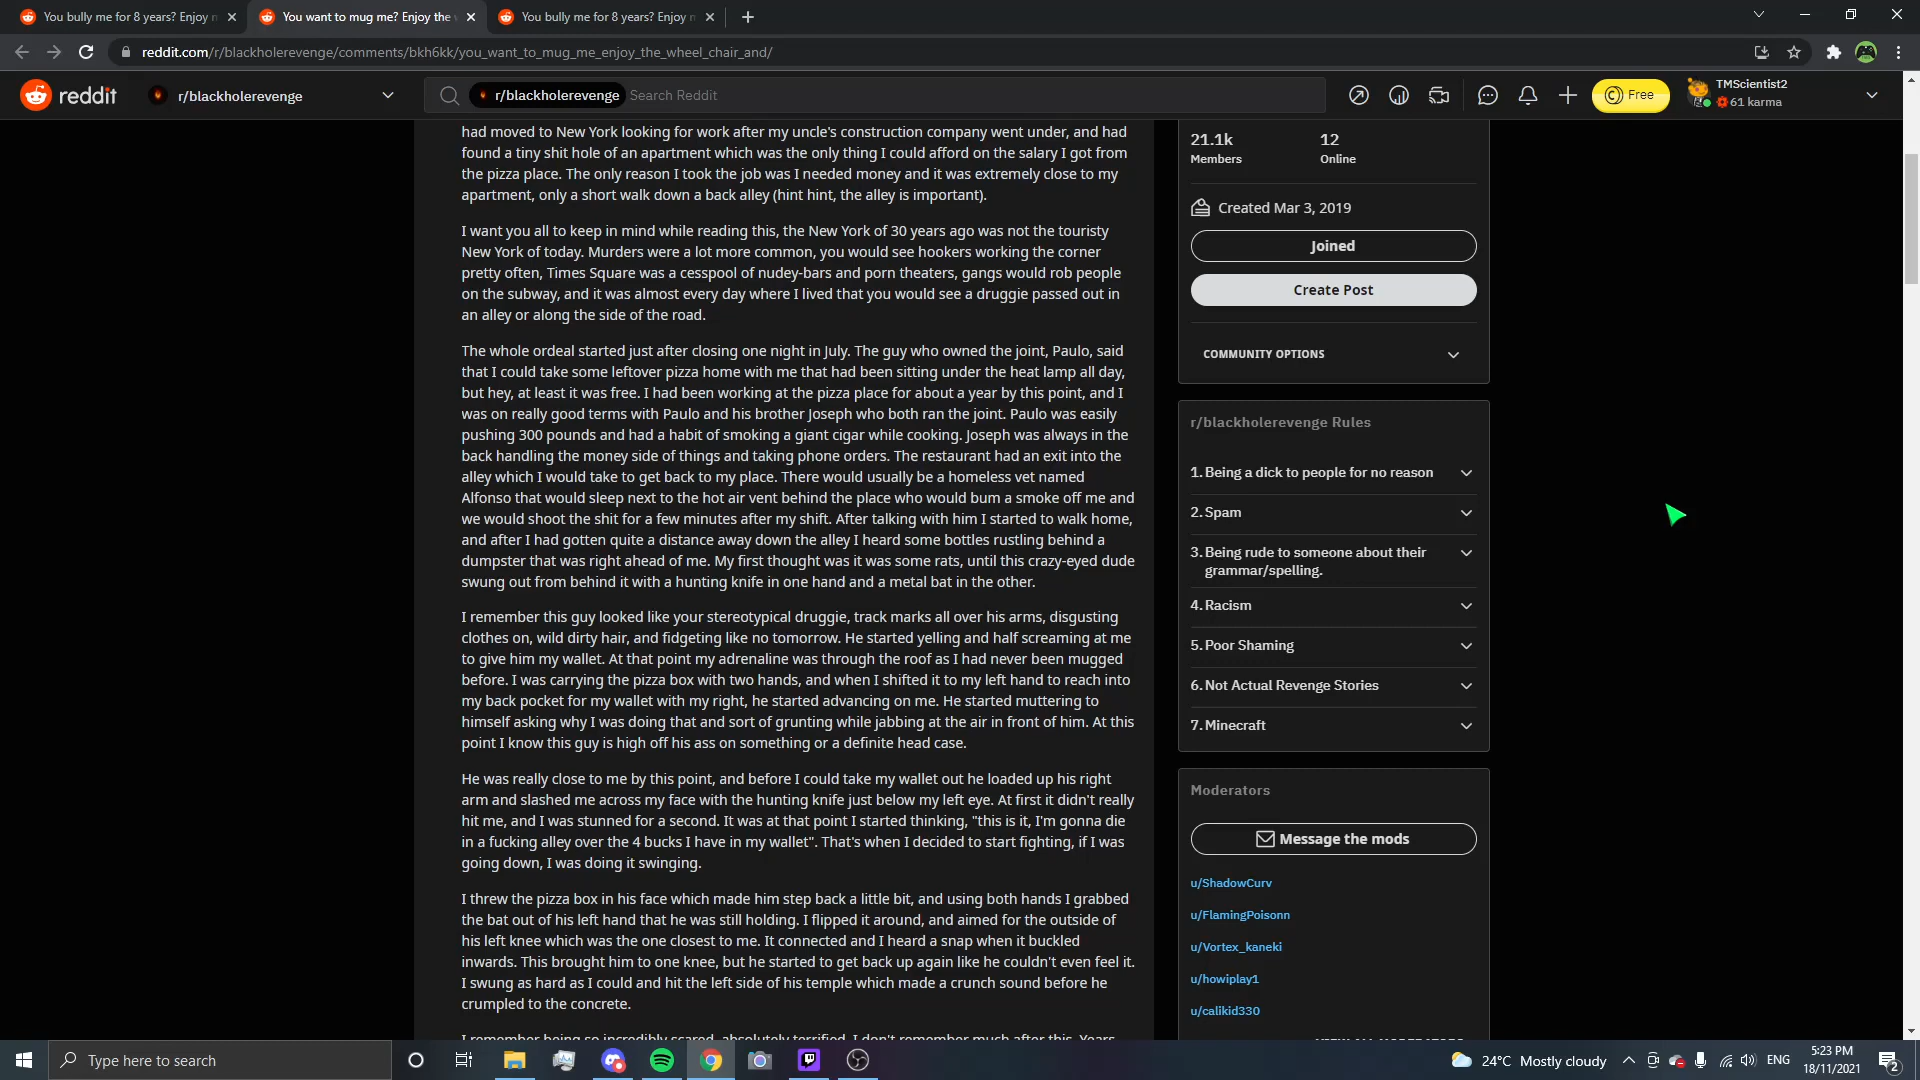 You bully me for 8 years? Enjoy m
You want to mug me? Enjoy the w
You bully me for 8 years? Enjoy m
reddit.com/r/blackholerevenge/comments/bkh6kk/you_want_to_mug_me_enjoy_the_wheel_chair_and/
reddit
r/blackholerevenge
r/blackholerevenge Search Reddit
Free
TMScientist2
61 karma
had moved to New York looking for work after my uncle's construction company went under, and had
found a tiny shit hole of an apartment which was the only thing I could afford on the salary I got from
the pizza place. The only reason I took the job was I needed money and it was extremely close to my
apartment, only a short walk down a back alley (hint hint, the alley is important).
I want you all to keep in mind while reading this, the New York of 30 years ago was not the touristy
New York of today. Murders were a lot more common, you would see hookers working the corner
pretty often, Times Square was a cesspool of nudey-bars and porn theaters, gangs would rob people
on the subway, and it was almost every day where I lived that you would see a druggie passed out in
an alley or along the side of the road.
The whole ordeal started just after closing one night in July. The guy who owned the joint, Paulo, said
that I could take some leftover pizza home with me that had been sitting under the heat lamp all day,
but hey, at least it was free. I had been working at the pizza place for about a year by this point, and I
was on really good terms with Paulo and his brother Joseph who both ran the joint. Paulo was easily
pushing 300 pounds and had a habit of smoking a giant cigar while cooking. Joseph was always in the
back handling the money side of things and taking phone orders. The restaurant had an exit into the
alley which I would take to get back to my place. There would usually be a homeless vet named
Alfonso that would sleep next to the hot air vent behind the place who would bum a smoke off me and
we would shoot the shit for a few minutes after my shift. After talking with him I started to walk home,
and after I had gotten quite a distance away down the alley I heard some bottles rustling behind a
dumpster that was right ahead of me. My first thought was it was some rats, until this crazy-eyed dude
swung out from behind it with a hunting knife in one hand and a metal bat in the other.
I remember this guy looked like your stereotypical druggie, track marks all over his arms, disgusting
clothes on, wild dirty hair, and fidgeting like no tomorrow. He started yelling and half screaming at me
to give him my wallet. At that point my adrenaline was through the roof as I had never been mugged
before. I was carrying the pizza box with two hands, and when I shifted it to my left hand to reach into
my back pocket for my wallet with my right, he started advancing on me. He started muttering to
himself asking why I was doing that and sort of grunting while jabbing at the air in front of him. At this
point I know this guy is high off his ass on something or a definite head case.
He was really close to me by this point, and before I could take my wallet out he loaded up his right
arm and slashed me across my face with the hunting knife just below my left eye. At first it didn't really
hit me, and I was stunned for a second. It was at that point I started thinking, "this is it, I'm gonna die
in a fucking alley over the 4 bucks I have in my wallet". That's when I decided to start fighting, if I was
going down, I was doing it swinging.
I threw the pizza box in his face which made him step back a little bit, and using both hands I grabbed
the bat out of his left hand that he was still holding. I flipped it around, and aimed for the outside of
his left knee which was the one closest to me. It connected and I heard a snap when it buckled
inwards. This brought him to one knee, but he started to get back up again like he couldn't even feel it.
I swung as hard as I could and hit the left side of his temple which made a crunch sound before he
crumpled to the concrete.
I remember being so incredibly scared, absolutely terrified. I don't remember much after this. Years
21.1k
Members
12
Online
Created Mar 3, 2019
Joined
Create Post
COMMUNITY OPTIONS
r/blackholerevenge Rules
1. Being a dick to people for no reason
2. Spam
3. Being rude to someone about their
grammar/spelling.
4. Racism
5. Poor Shaming
6. Not Actual Revenge Stories
7. Minecraft
Moderators
Message the mods
u/ShadowCurv
u/FlamingPoisonn
u/Vortex_kaneki
u/howiplay1
u/calikid330
VIEW ALL MODERATORS
Type here to search
24°C Mostly cloudy
ENG
5:23 PM
18/11/2021
2